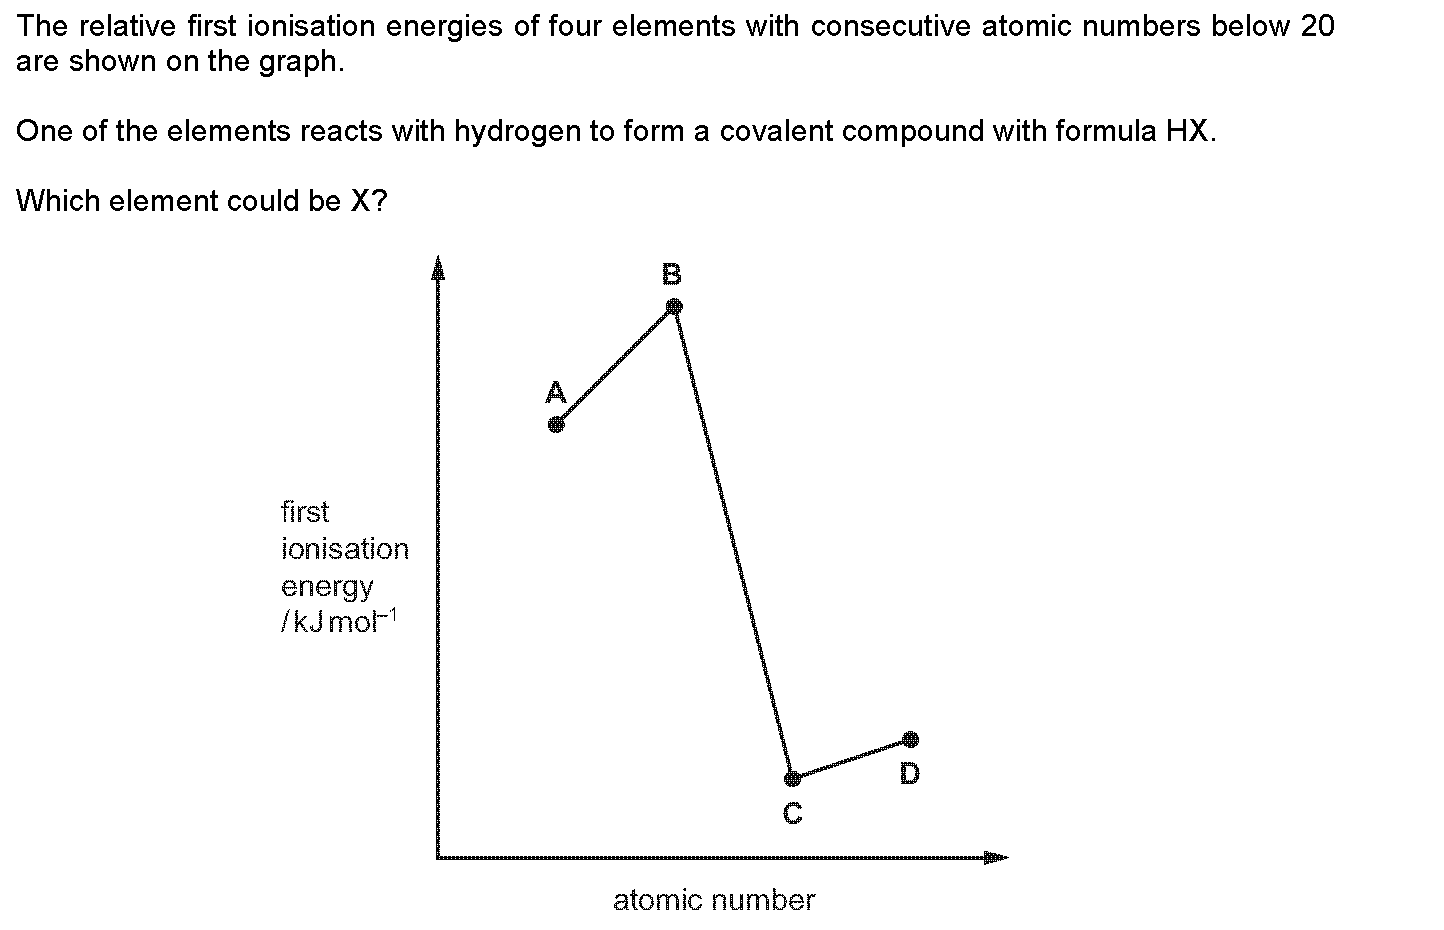 The relative first ionisation energies of four elements with consecutive atomic numbers below 20
are shown on the graph.
One of the elements reacts with hydrogen to form a covalent compound with formula HX.
Which element could be X?
B
A
first
ionisation
energy
/ kJ mol⁻¹
D
C
atomic number